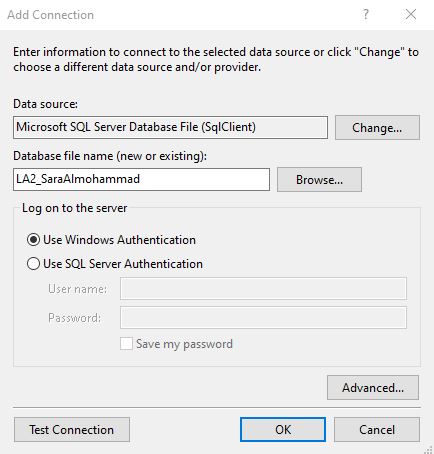 Add Connection
?
Enter information to connect to the selected data source or click "Change" to
choose a different data source and/or provider.
Data source:
Microsoft SQL Server Database File (SqlClient)
Change...
Database file name (new or existing):
LA2_SaraAlmohammad
Browse...
Log on to the server
Use Windows Authentication
Use SQL Server Authentication
User name:
Password:
Save my password
Advanced...
Test Connection
OK
Cancel